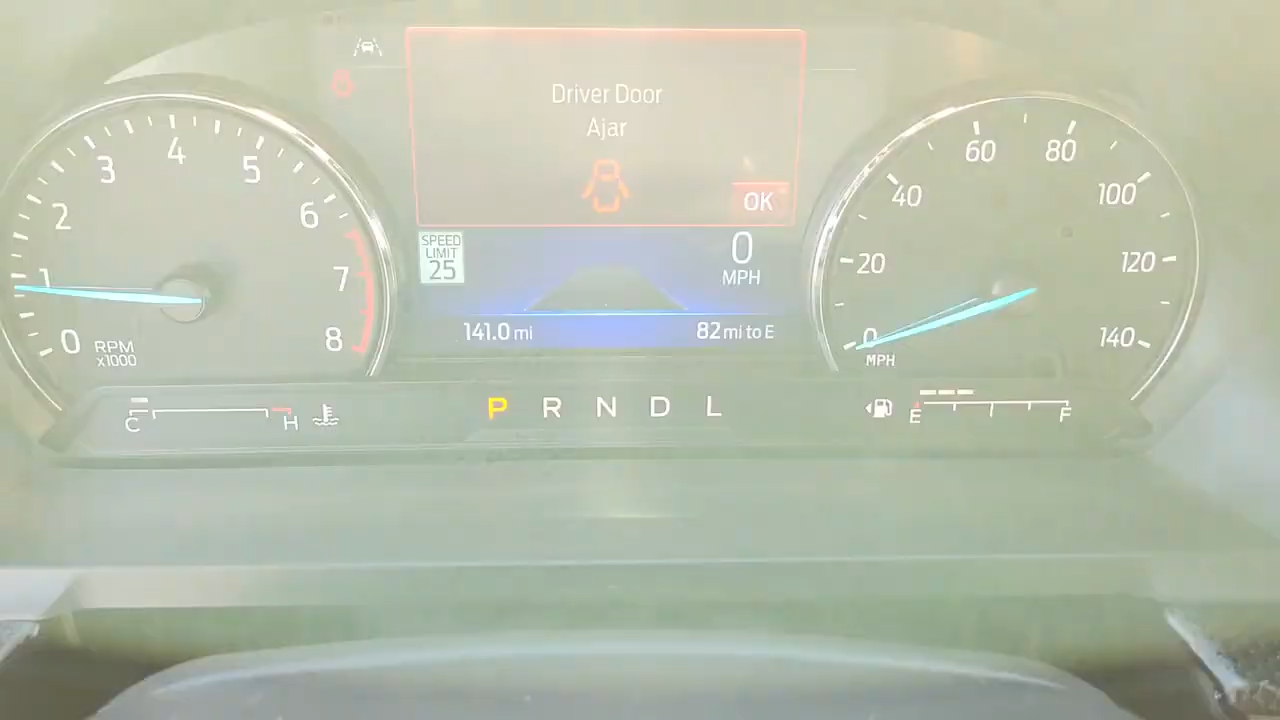 Driver Door
Ajar
OK
SPEED
LIMIT
25
0
MPH
141.0 mi
82 mi to E
0
1
2
3
4
5
6
7
8
RPM
x1000
0
20
40
60
80
100
120
140
MPH
C
H
P R N D L
E
F